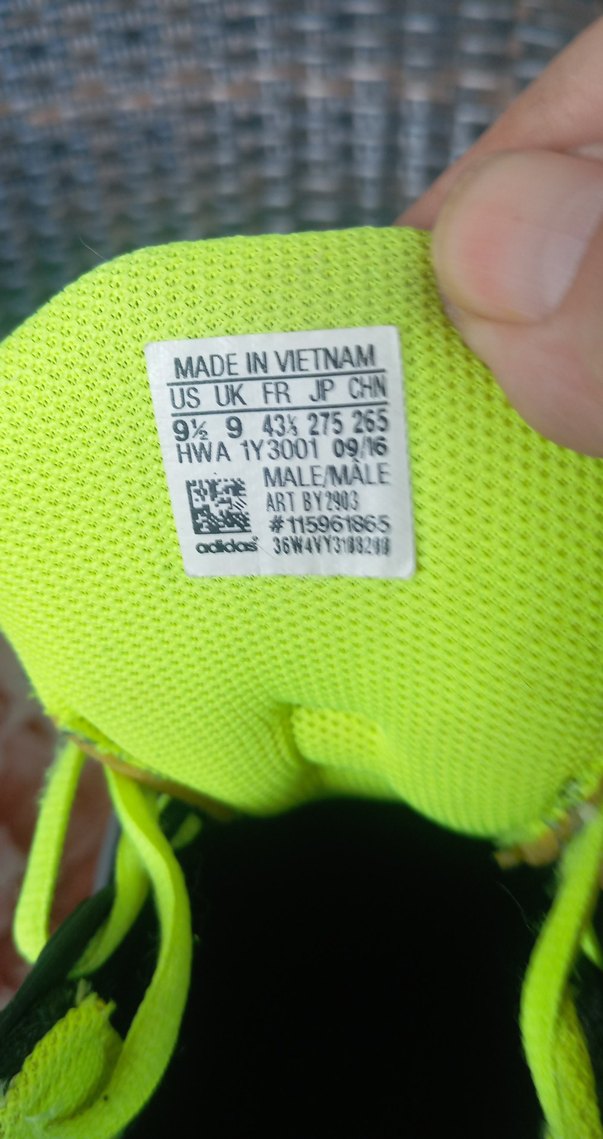 MADE IN VIETNAM
US UK FR JP CHN
9½ 9 43⅓ 275 265
HWA 1Y3001 09/16
MALE/MÂLE
ART BY2903
#115961865
adidas